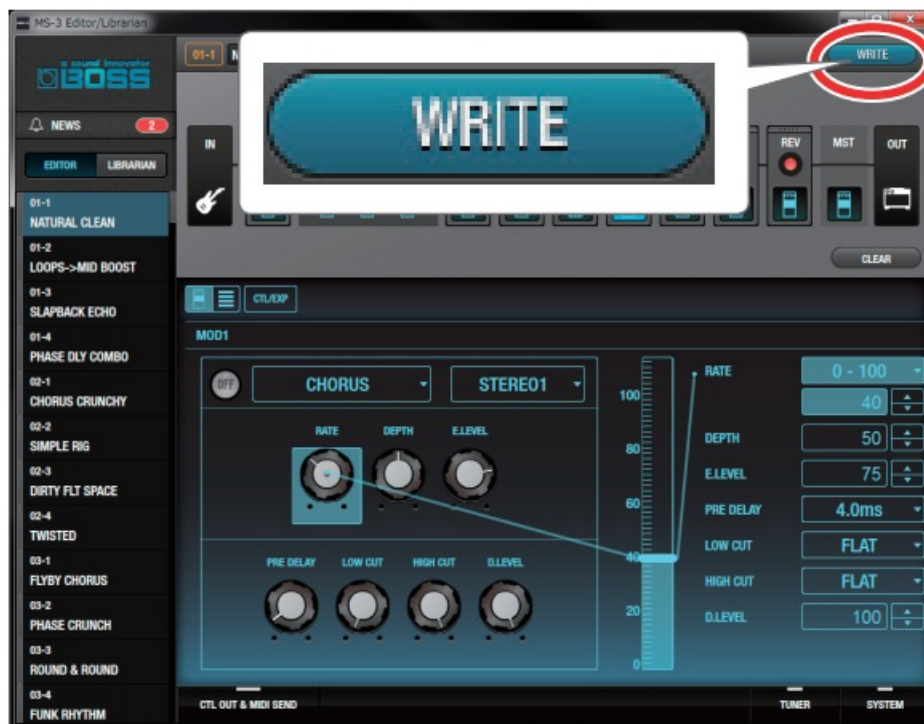 MS-3 Editor/Librarian
a sound innovator
BOSS
NEWS
2
EDITOR
LIBRARIAN
01-1
NATURAL CLEAN
01-2
LOOPS->MID BOOST
01-3
SLAPBACK ECHO
01-4
PHASE DLY COMBO
02-1
CHORUS CRUNCHY
02-2
SIMPLE RIG
02-3
DIRTY FLT SPACE
02-4
TWISTED
03-1
FLYBY CHORUS
03-2
PHASE CRUNCH
03-3
ROUND & ROUND
03-4
FUNK RHYTHM
01-1 N
WRITE
WRITE
IN
REV
MST
OUT
CLEAR
CTL/EXP
MOD1
OFF
CHORUS
STEREO1
RATE
DEPTH
E.LEVEL
PRE DELAY
LOW CUT
HIGH CUT
D.LEVEL
100
80
60
40
20
0
RATE
0 - 100
40
DEPTH
50
E.LEVEL
75
PRE DELAY
4.0ms
LOW CUT
FLAT
HIGH CUT
FLAT
D.LEVEL
100
CTL OUT & MIDI SEND
TUNER
SYSTEM